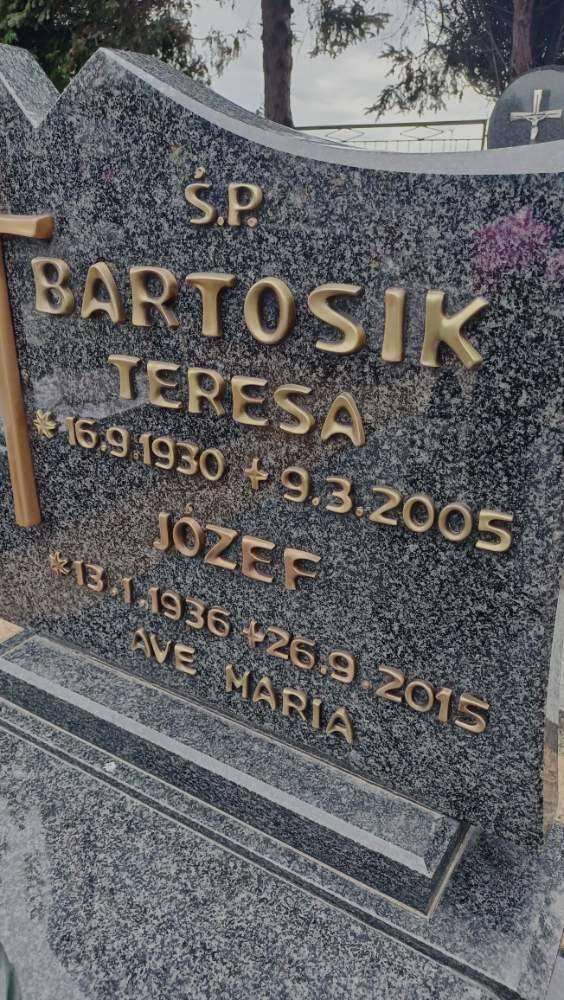 Ś.P.
BARTOSIK
TERESA
* 16.9.1930 + 9.3.2005
JÓZEF
* 13.1.1936 + 26.9.2015
AVE MARIA